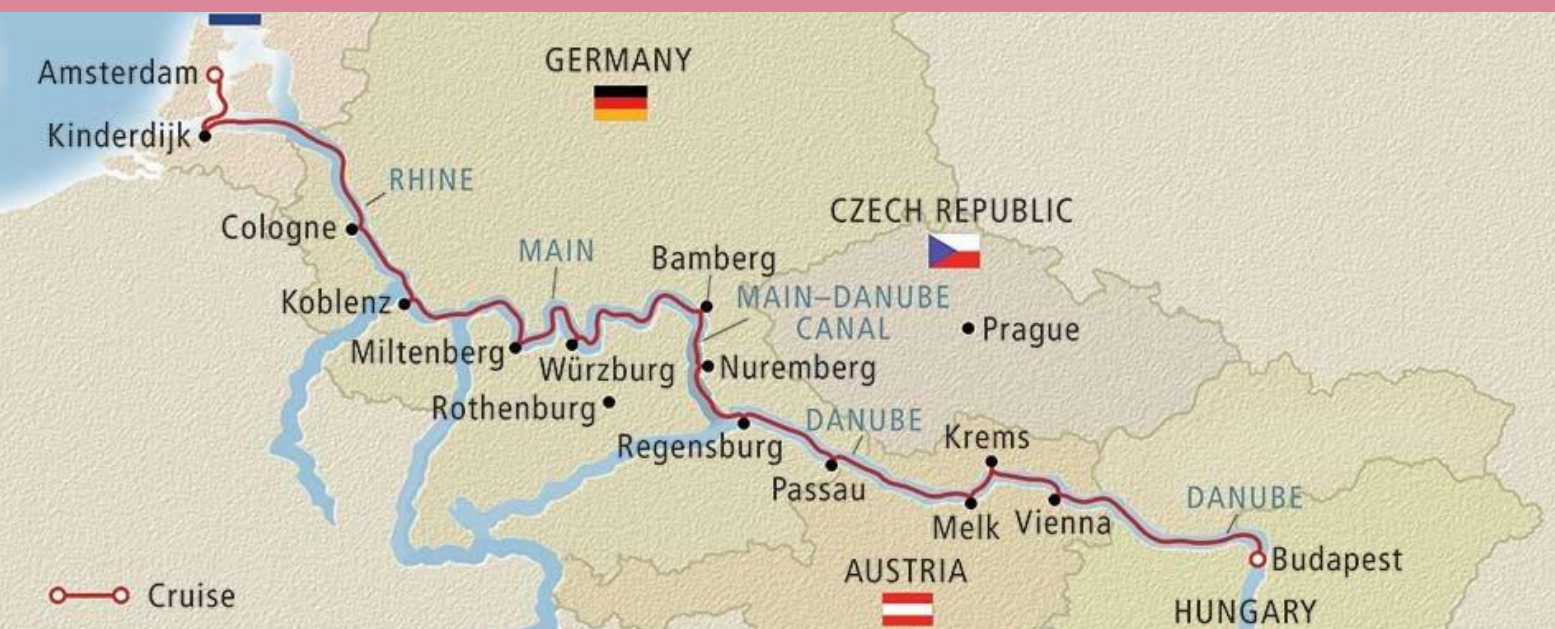 GERMANY
Amsterdam
Kinderdijk
RHINE
CZECH REPUBLIC
Cologne
MAIN
Bamberg
MAIN–DANUBE
CANAL
Koblenz
Prague
Miltenberg
Würzburg
Nuremberg
Rothenburg
DANUBE
Krems
Regensburg
Passau
DANUBE
Melk
Vienna
Budapest
AUSTRIA
Cruise
HUNGARY